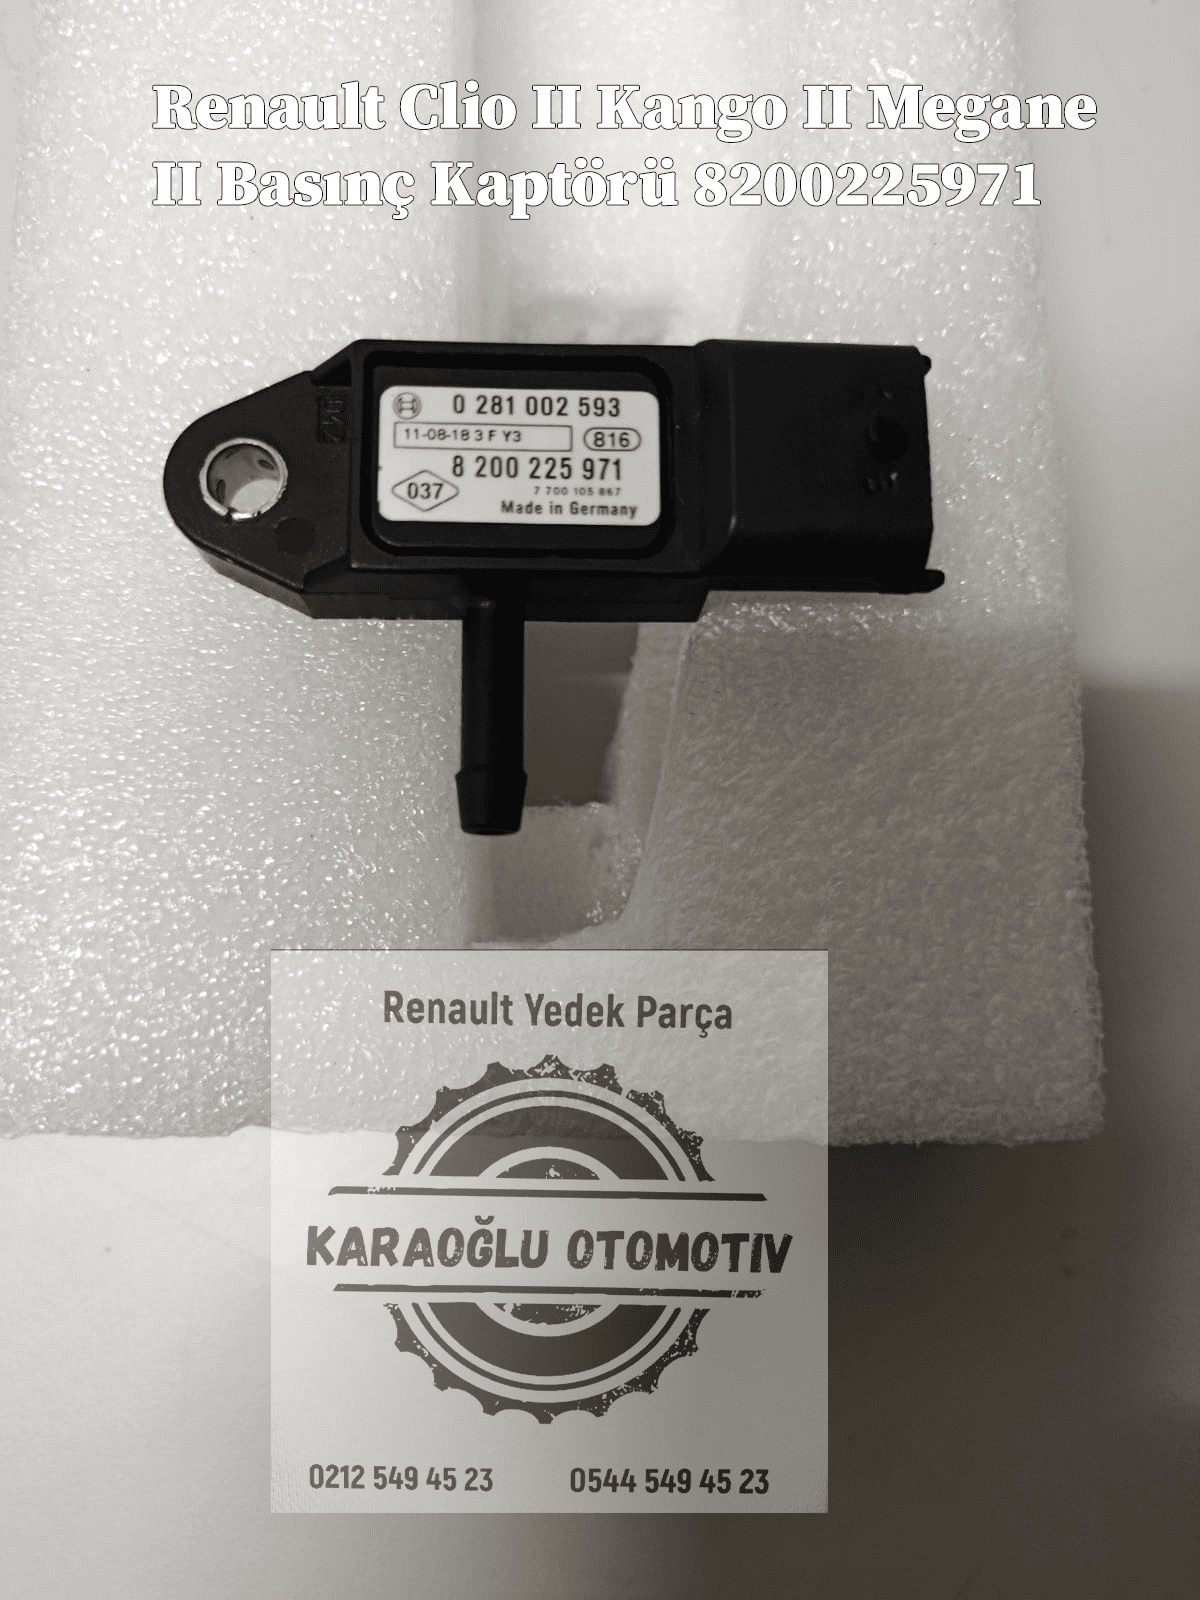 Renault Clio II Kango II Megane
II Basınç Kaptörü 8200225971
0 281 002 593
11-08-18 3 F Y3
816
8 200 225 971
037
7 700 105 867
Made in Germany
Renault Yedek Parça
KARAOĞLU OTOMOTIV
0212 549 45 23
0544 549 45 23